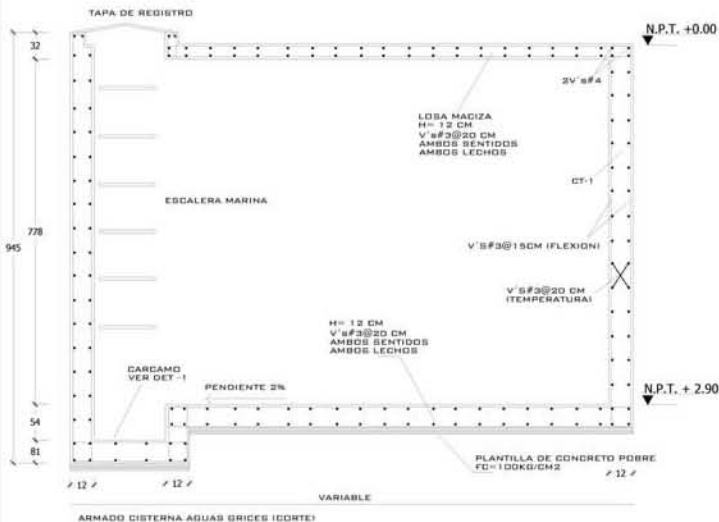 TAPA DE REGISTRO
N.P.T. +0.00
32
2V's#4
LOSA MACIZA
H= 12 CM
V's#3@20 CM
AMBOS SENTIDOS
AMBOS LECHOS
CT-1
ESCALERA MARINA
778
945
V'S#3@15CM (FLEXION)
V'S#3@20 CM
(TEMPERATURA)
H= 12 CM
V's#3@20 CM
AMBOS SENTIDOS
AMBOS LECHOS
CARCAMO
VER DET -1
PENDIENTE 2%
N.P.T. + 2.90
54
81
PLANTILLA DE CONCRETO POBRE
FC=100KG/CM2
12
12
12
VARIABLE
ARMADO CISTERNA AGUAS GRICES (CORTE)